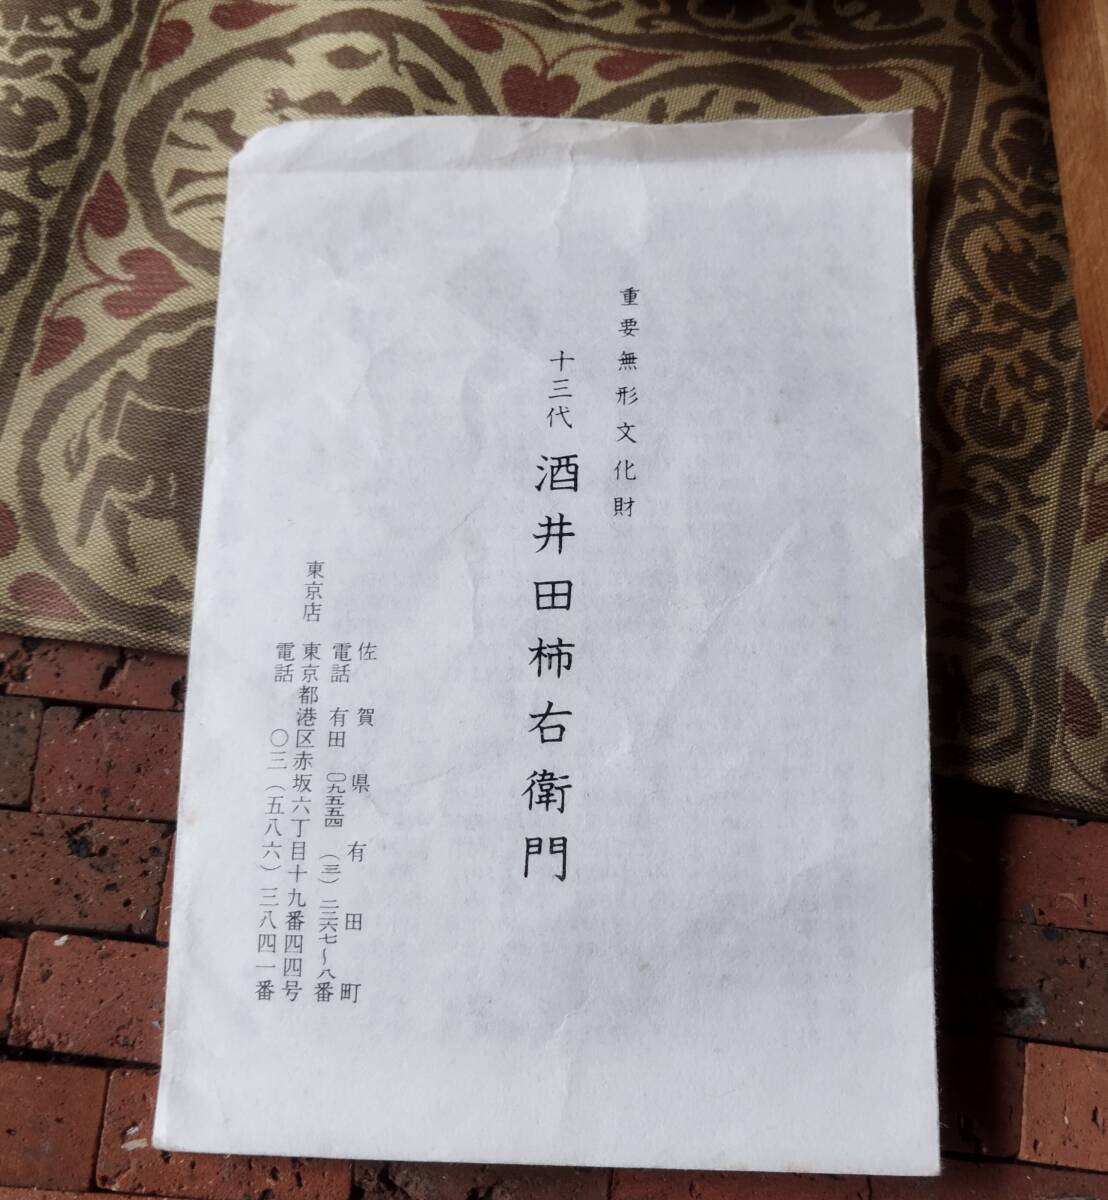 重要無形文化財
十三代 酒井田柿右衛門
佐賀県有田町
電話 有田 〇九五五四(三)二二六七~八番
東京店 東京都港区赤坂六丁目十九番四四号
電話 〇三(五八六)三八四一番